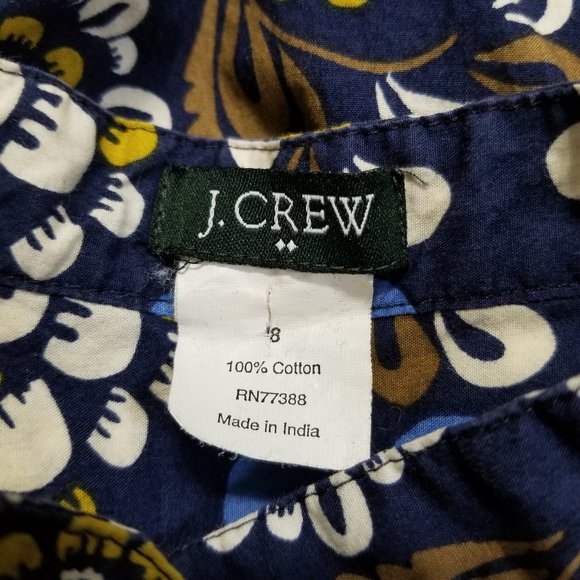 J.CREW
8
100% Cotton
RN77388
Made in India